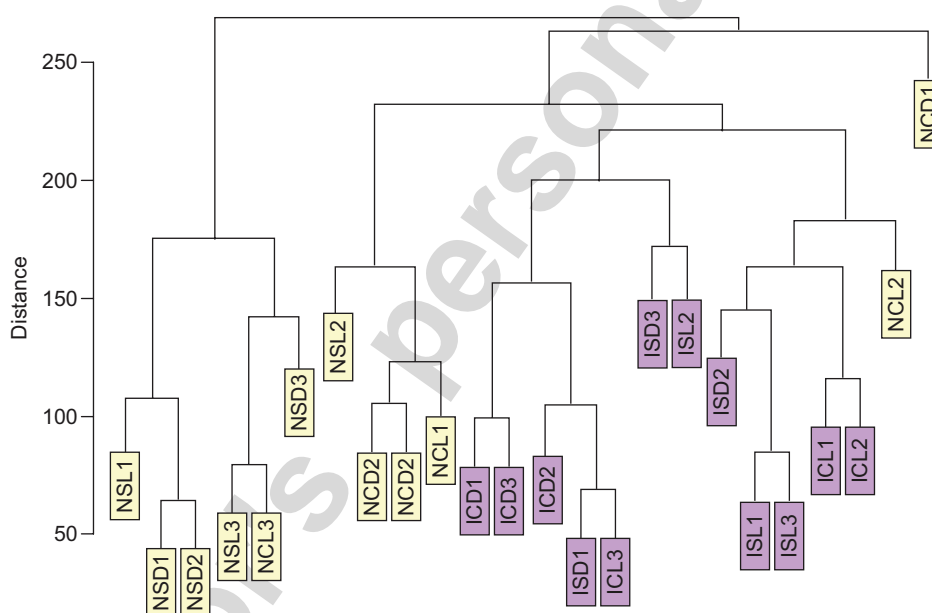 Distance
250
200
150
100
50
NSL1
NSD1
NSD2
NSL3
NCL3
NSD3
NSL2
NCD2
NCD2
NCL1
ICD1
ICD3
ICD2
ISD1
ICL3
ISD3
ISL2
ISD2
ISL1
ISL3
ICL1
ICL2
NCL2
NCD1
personal